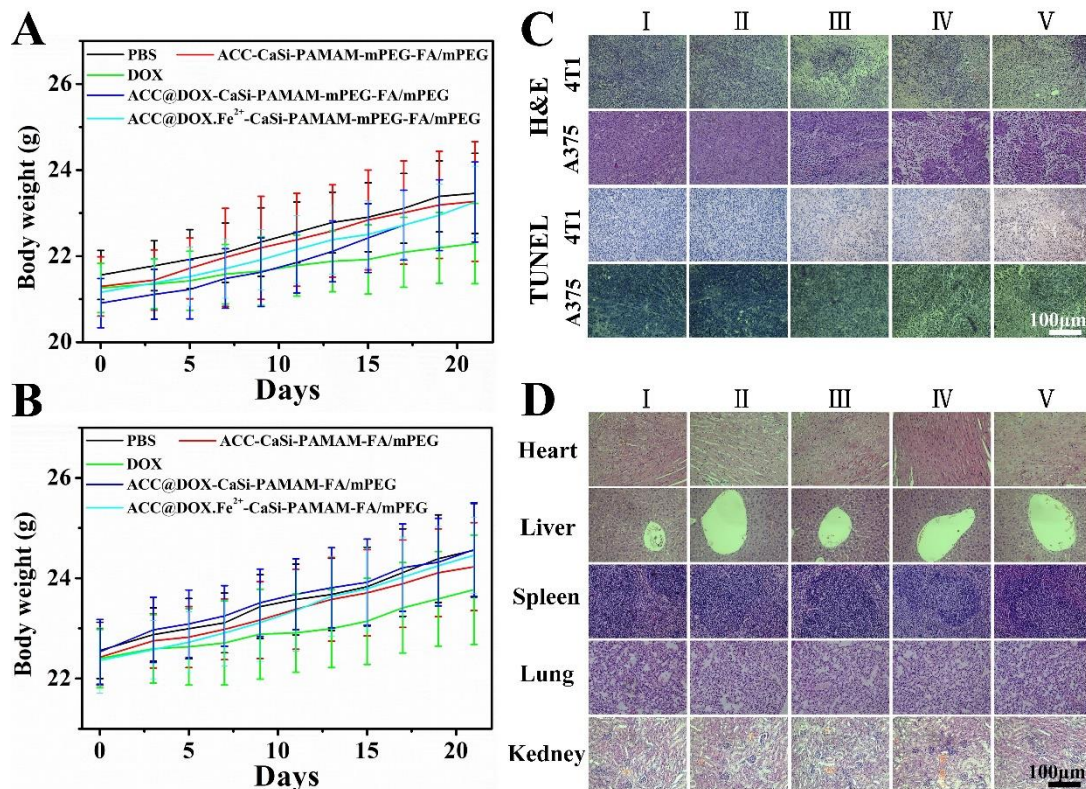 A
PBS
ACC-CaSi-PAMAM-mPEG-FA/mPEG
DOX
ACC@DOX-CaSi-PAMAM-mPEG-FA/mPEG
ACC@DOX.Fe²⁺-CaSi-PAMAM-mPEG-FA/mPEG
Body weight (g)
26
24
22
20
0 5 10 15 20
Days
B
PBS
ACC-CaSi-PAMAM-FA/mPEG
DOX
ACC@DOX-CaSi-PAMAM-FA/mPEG
ACC@DOX.Fe²⁺-CaSi-PAMAM-FA/mPEG
Body weight (g)
26
24
22
0 5 10 15 20
Days
C
I II III IV V
H&E
4T1
A375
TUNEL
4T1
A375
100μm
D
I II III IV V
Heart
Liver
Spleen
Lung
Kedney
100μm